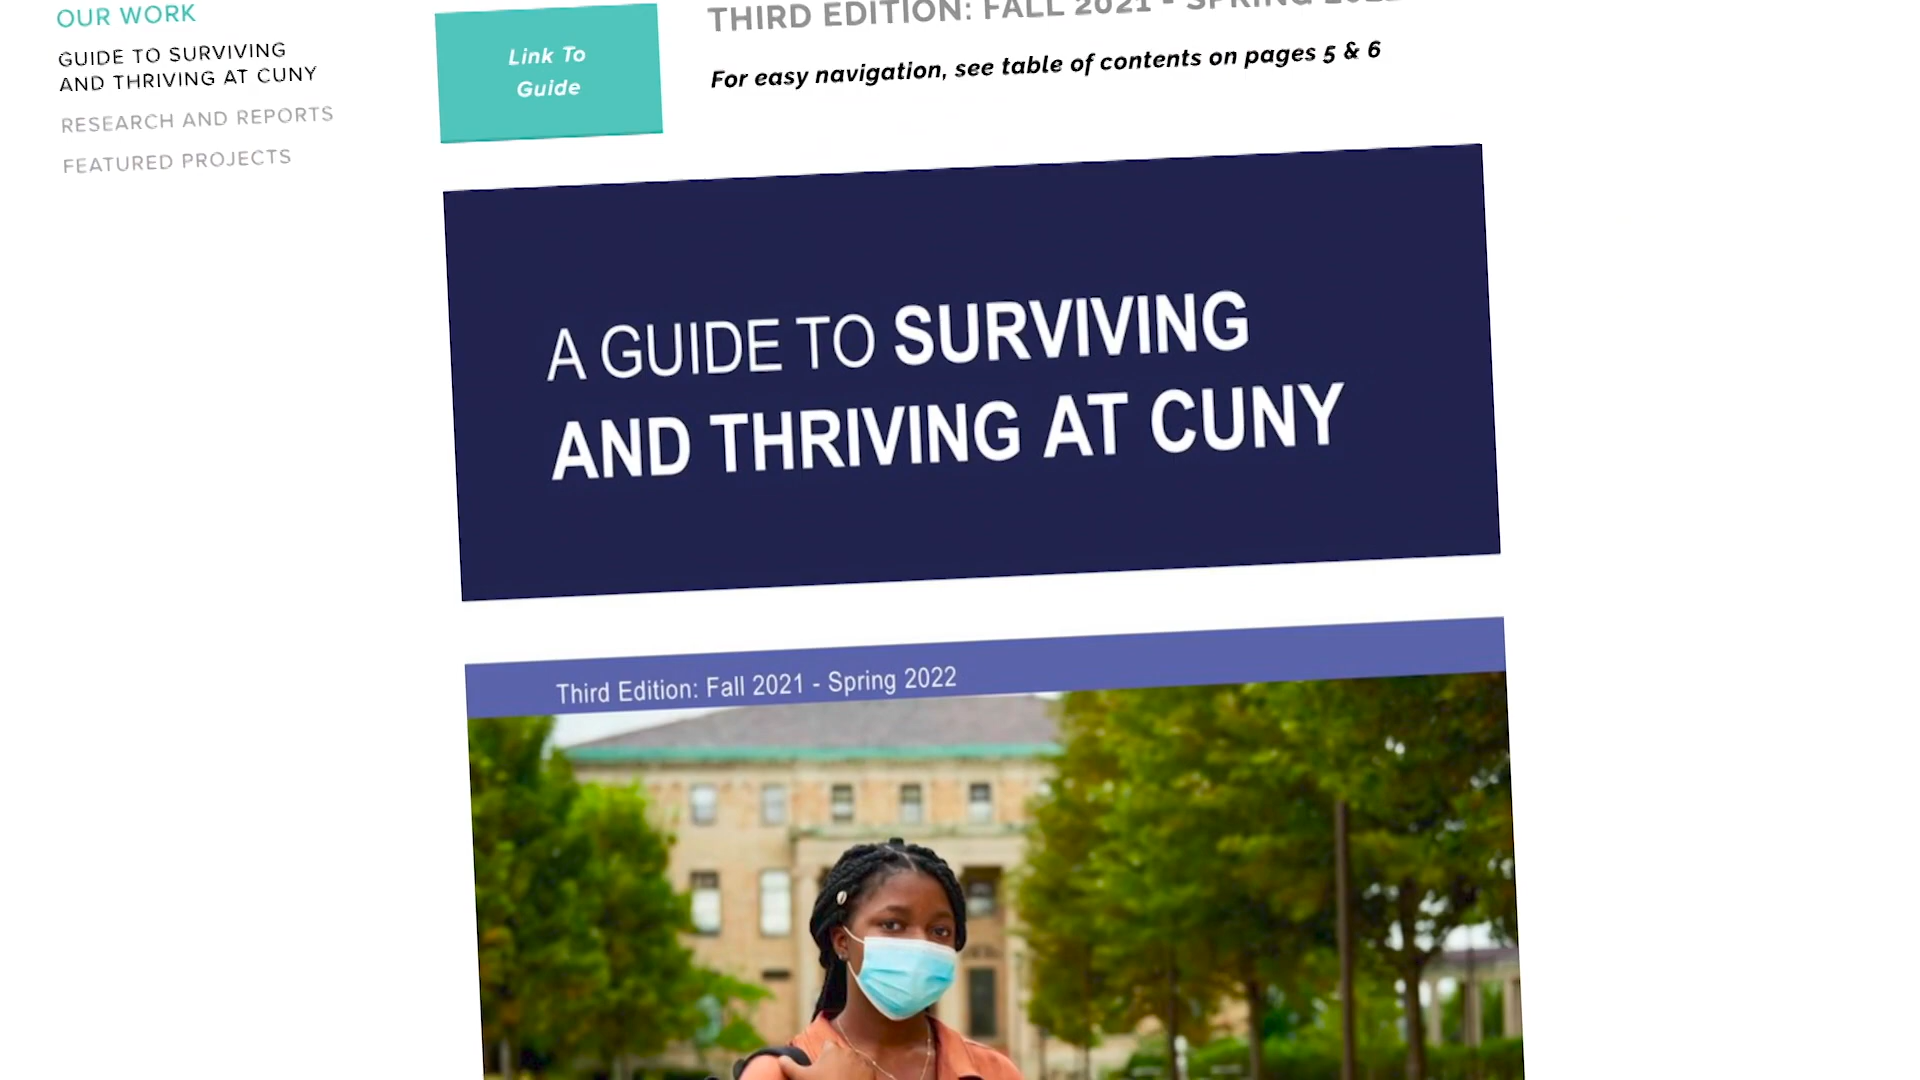 OUR WORK
GUIDE TO SURVIVING
AND THRIVING AT CUNY
RESEARCH AND REPORTS
FEATURED PROJECTS
Link To
Guide
THIRD EDITION: FALL 2021 - SPRING 2022
For easy navigation, see table of contents on pages 5 & 6
A GUIDE TO SURVIVING
AND THRIVING AT CUNY
Third Edition: Fall 2021 - Spring 2022